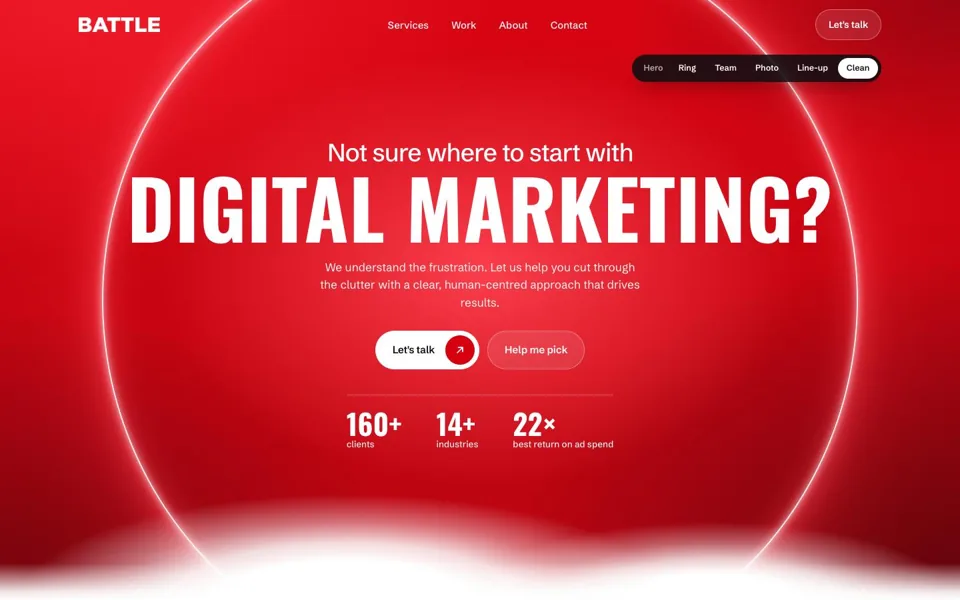 BATTLE
Services Work About Contact
Let's talk
Hero Ring Team Photo Line-up Clean
Not sure where to start with
DIGITAL MARKETING?
We understand the frustration. Let us help you cut through
the clutter with a clear, human-centred approach that drives
results.
Let's talk
Help me pick
160+ 14+ 22×
clients industries best return on ad spend